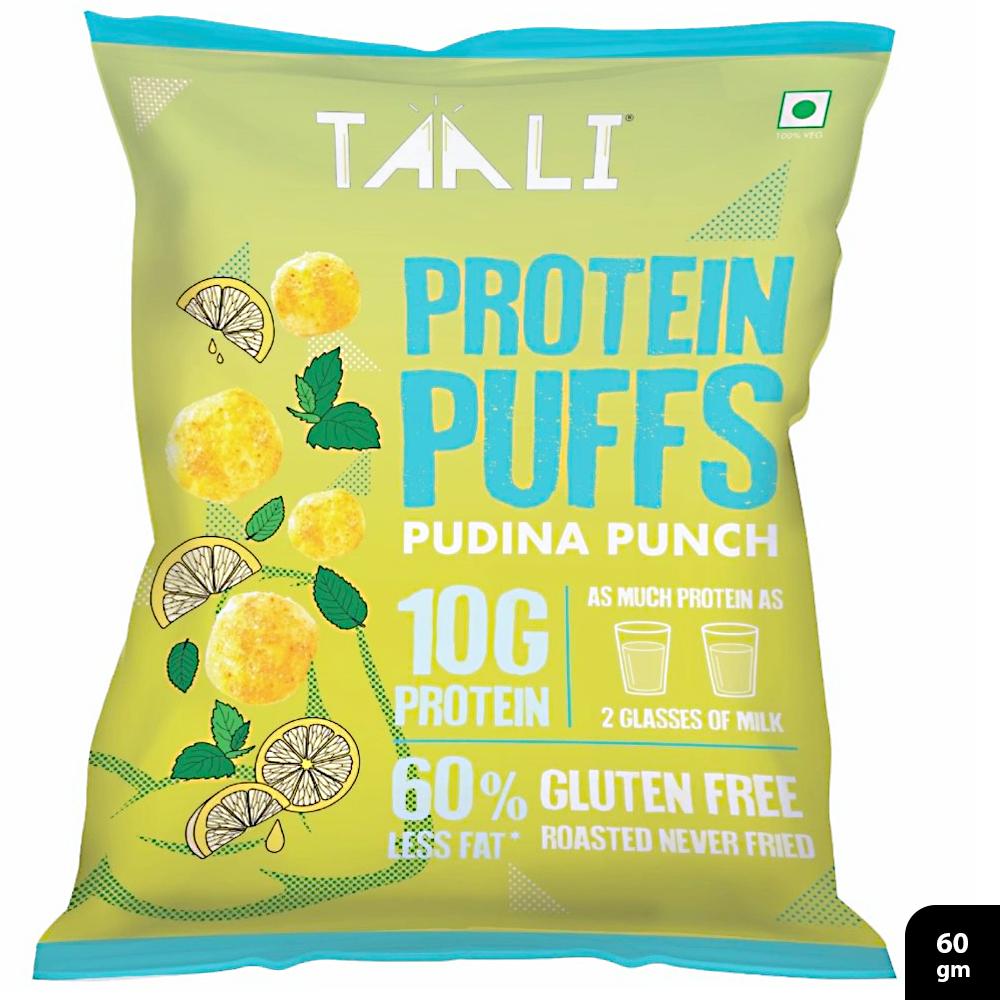 TAALI®
100% VEG
PROTEIN
PUFFS
PUDINA PUNCH
10G
PROTEIN
AS MUCH PROTEIN AS
2 GLASSES OF MILK
60%
LESS FAT*
GLUTEN FREE
ROASTED NEVER FRIED
60
gm